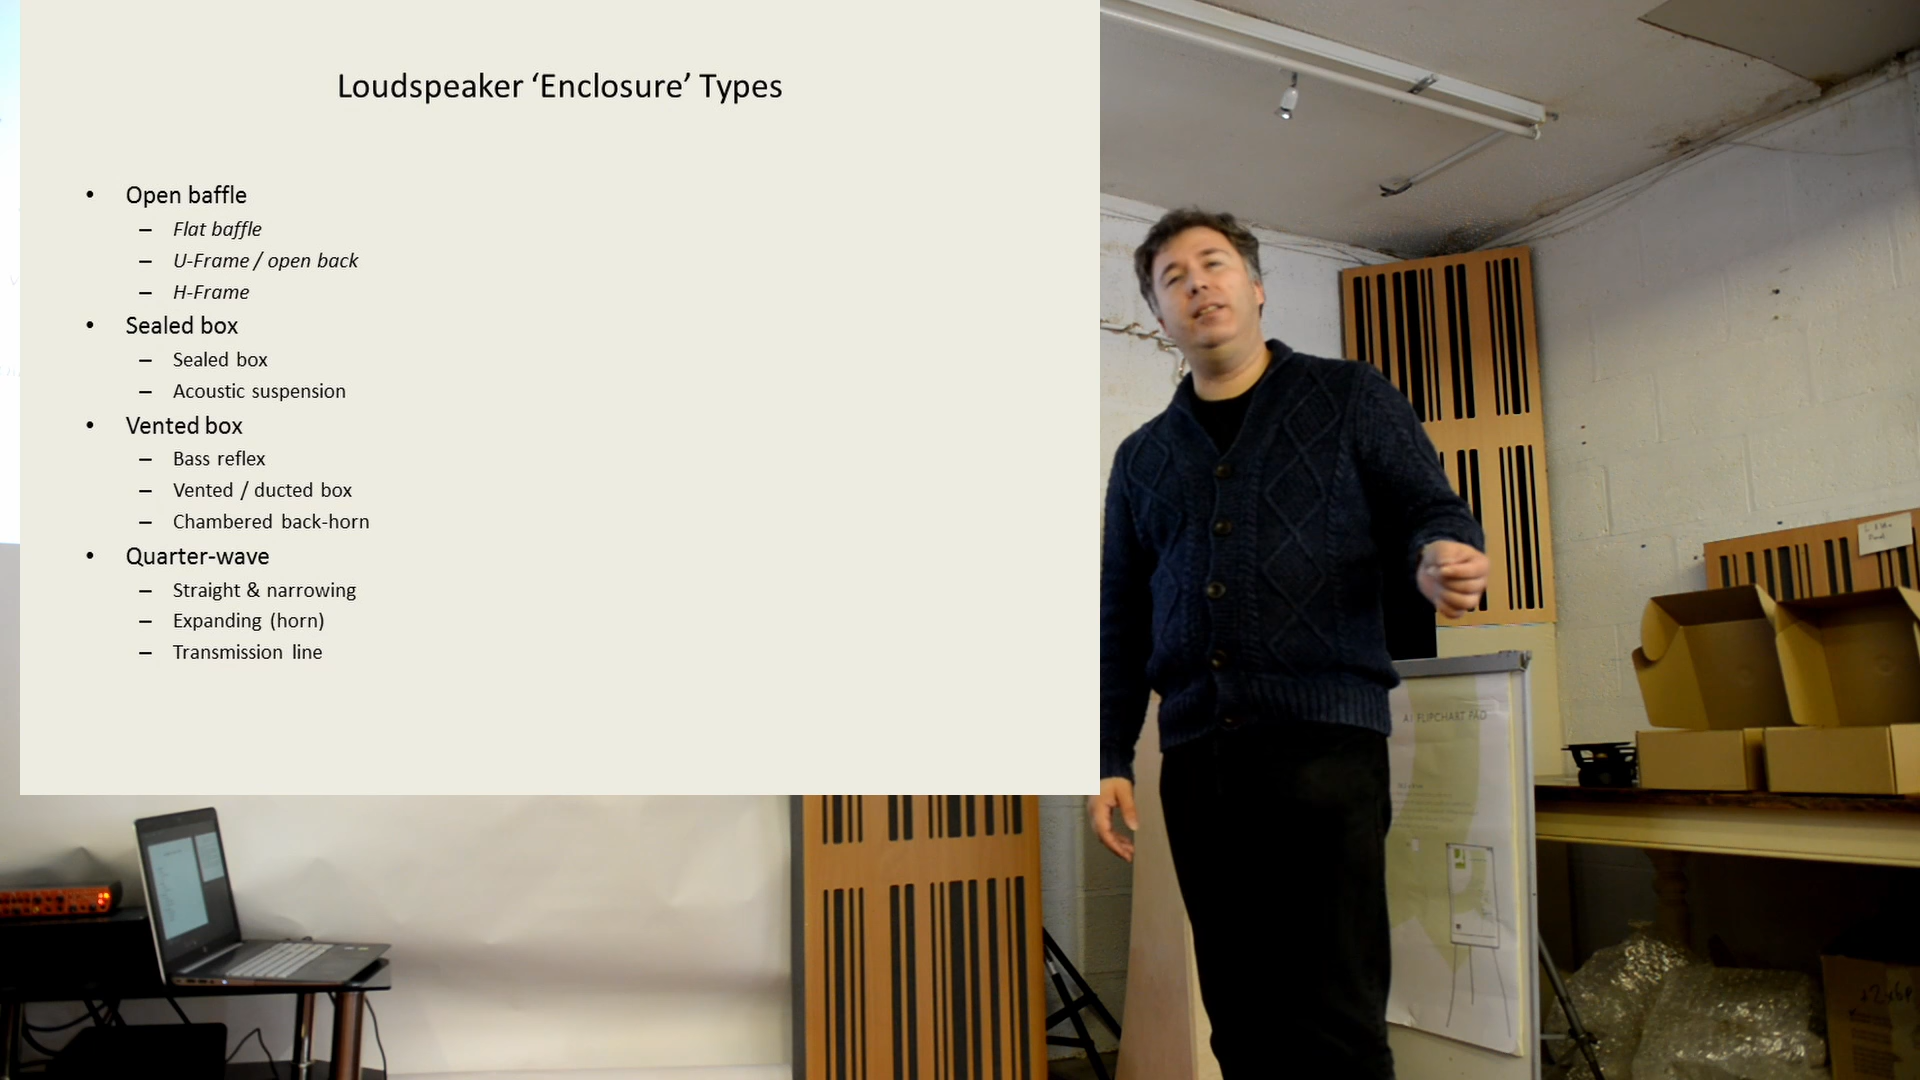 Loudspeaker ‘Enclosure’ Types
• Open baffle
– Flat baffle
– U-Frame / open back
– H-Frame
• Sealed box
– Sealed box
– Acoustic suspension
• Vented box
– Bass reflex
– Vented / ducted box
– Chambered back-horn
• Quarter-wave
– Straight & narrowing
– Expanding (horn)
– Transmission line
A1 FLIPCHART PAD